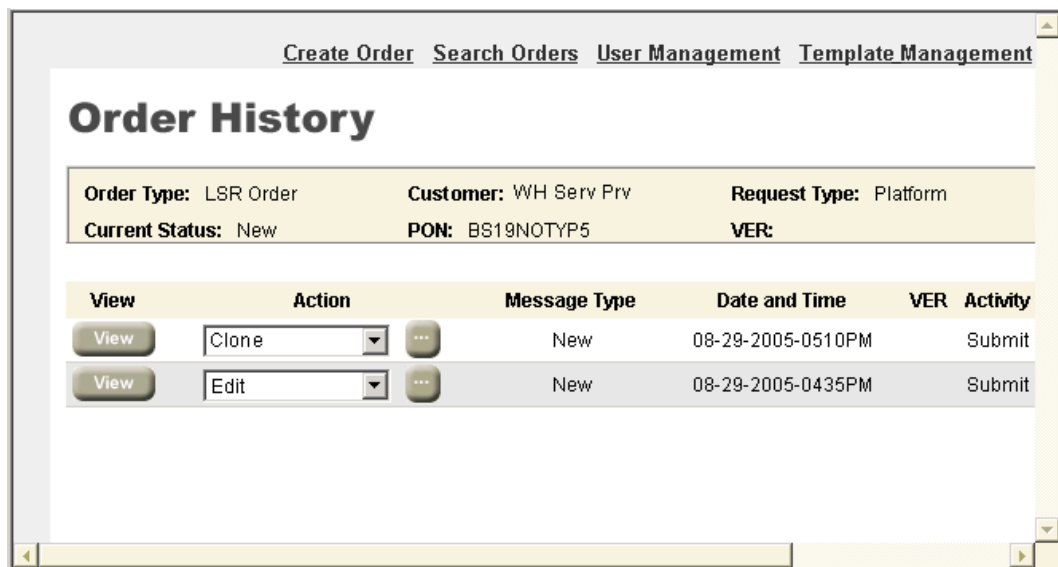 Create Order Search Orders User Management Template Management
Order History
Order Type: LSR Order Customer: WH Serv Prv Request Type: Platform
Current Status: New PON: BS19NOTYP5 VER:
View Action Message Type Date and Time VER Activity
View Clone ... New 08-29-2005-0510PM Submit
View Edit ... New 08-29-2005-0435PM Submit